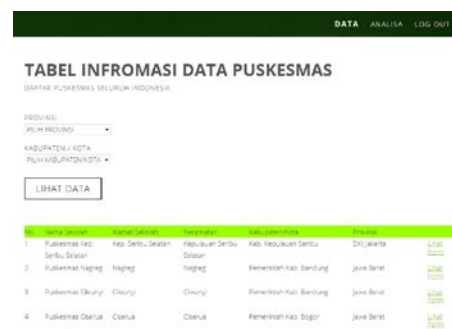 DATA ANALISA LOG OUT
TABEL INFROMASI DATA PUSKESMAS
DAFTAR PUSKESMAS SELURUH INDONESIA
PROVINSI
PILIH PROVINSI
KABUPATEN / KOTA
PILIH KABUPATEN/KOTA
LIHAT DATA
No Nama Sekolah Alamat Sekolah Kecamatan Kabupaten/Kota Provinsi
1 Puskesmas Kep. Seribu Selatan Kep. Seribu Selatan Kepulauan Seribu Selatan Kab. Kepulauan Seribu DKI Jakarta Lihat Form
2 Puskesmas Nagreg Nagreg Nagreg Pemerintah Kab. Bandung Jawa Barat Lihat Form
3 Puskesmas Cileunyi Cileunyi Cileunyi Pemerintah Kab. Bandung Jawa Barat Lihat Form
4 Puskesmas Cisarua Cisarua Cisarua Pemerintah Kab. Bogor Jawa Barat Lihat Form